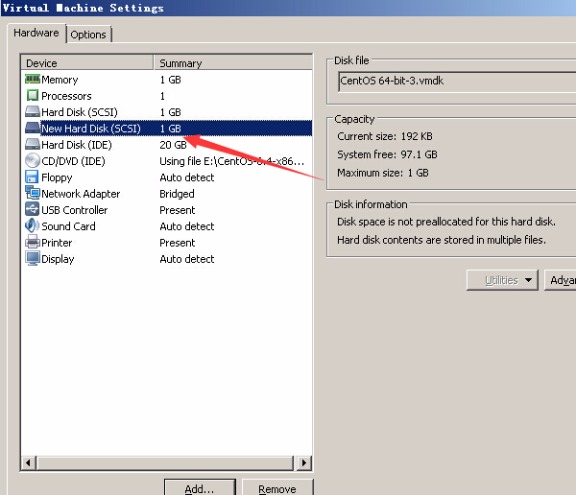 Virtual Machine Settings
Hardware Options
Device Summary
Memory 1 GB
Processors 1
Hard Disk (SCSI) 1 GB
New Hard Disk (SCSI) 1 GB
Hard Disk (IDE) 20 GB
CD/DVD (IDE) Using file E:\CentOS-6.4-x86...
Floppy Auto detect
Network Adapter Bridged
USB Controller Present
Sound Card Auto detect
Printer Present
Display Auto detect
Add... Remove
Disk file
CentOS 64-bit-3.vmdk
Capacity
Current size: 192 KB
System free: 97.1 GB
Maximum size: 1 GB
Disk information
Disk space is not preallocated for this hard disk.
Hard disk contents are stored in multiple files.
Utilities Adva